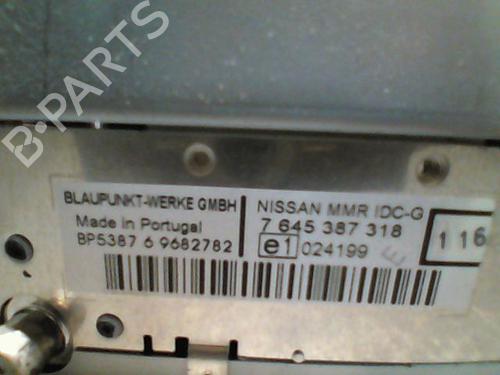 B-PARTS
BLAUPUNKT-WERKE GMBH
Made in Portugal
BP5387 6 9682782
NISSAN MMR IDC-G
7 645 387 318
e1 024199
E
116